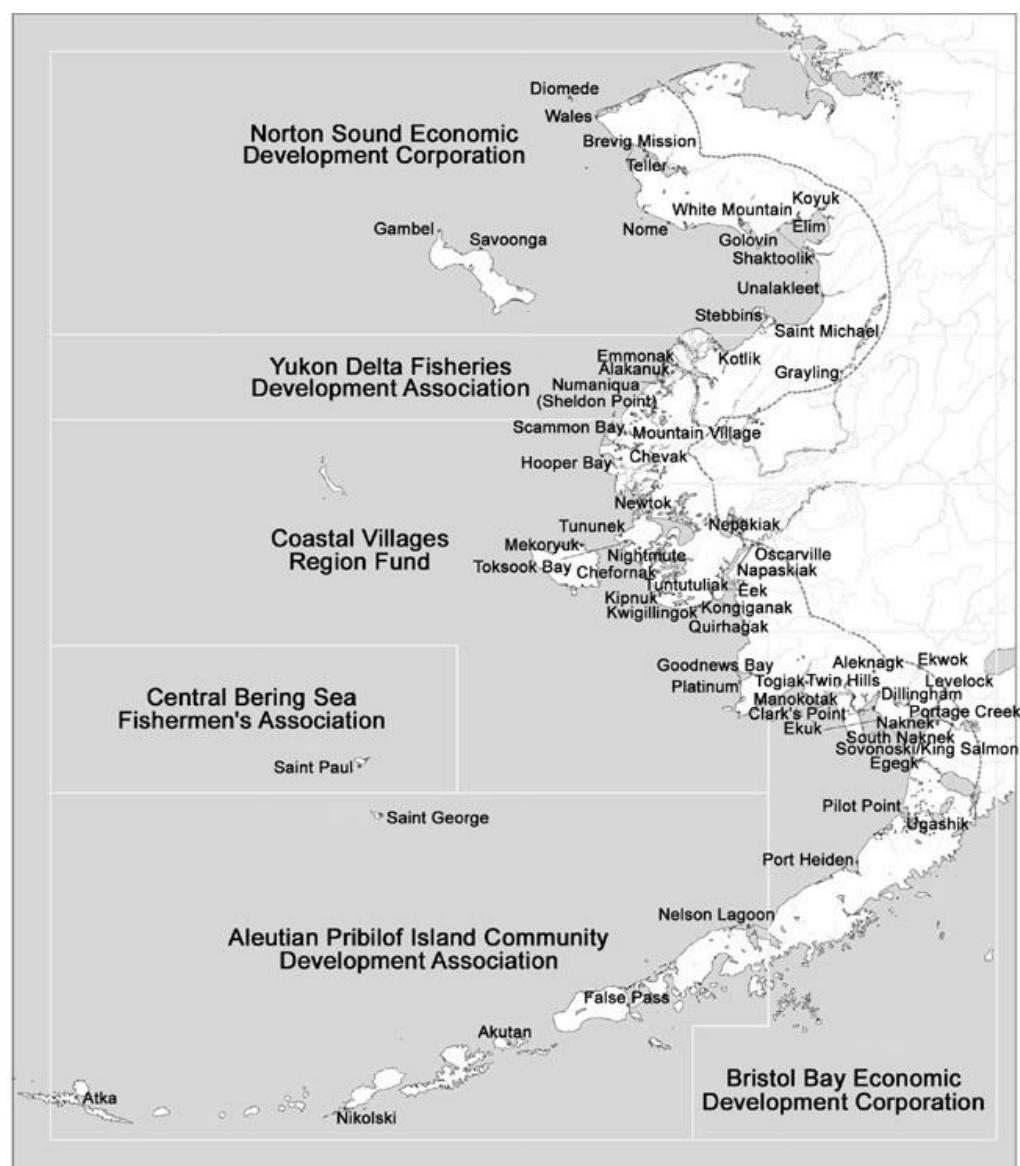 Diomede
Wales
Norton Sound Economic
Development Corporation
Brevig Mission
Teller
Koyuk
White Mountain
Elim
Gambel
Savoonga
Nome
Golovin
Shaktoolik
Unalakleet
Stebbins
Saint Michael
Yukon Delta Fisheries
Development Association
Emmonak
Kotlik
Alakanuk
Grayling
Numaniqua
(Sheldon Point)
Scammon Bay
Mountain Village
Hooper Bay
Chevak
Newtok
Coastal Villages
Region Fund
Tununek
Nepakiak
Mekoryuk
Nightmute
Oscarville
Toksook Bay
Chefornak
Napaskiak
Tuntutuliak
Eek
Kipnuk
Kongiganak
Kwigillingok
Quirhagak
Goodnews Bay
Aleknagk
Ekwok
Platinum
Togiak
Twin Hills
Levelock
Manokotak
Dillingham
Clark's Point
Portage Creek
Ekuk
Naknek
South Naknek
Sovonoski/King Salmon
Egegk
Central Bering Sea
Fishermen's Association
Saint Paul
Saint George
Pilot Point
Ugashik
Port Heiden
Nelson Lagoon
Aleutian Pribilof Island Community
Development Association
False Pass
Akutan
Atka
Nikolski
Bristol Bay Economic
Development Corporation